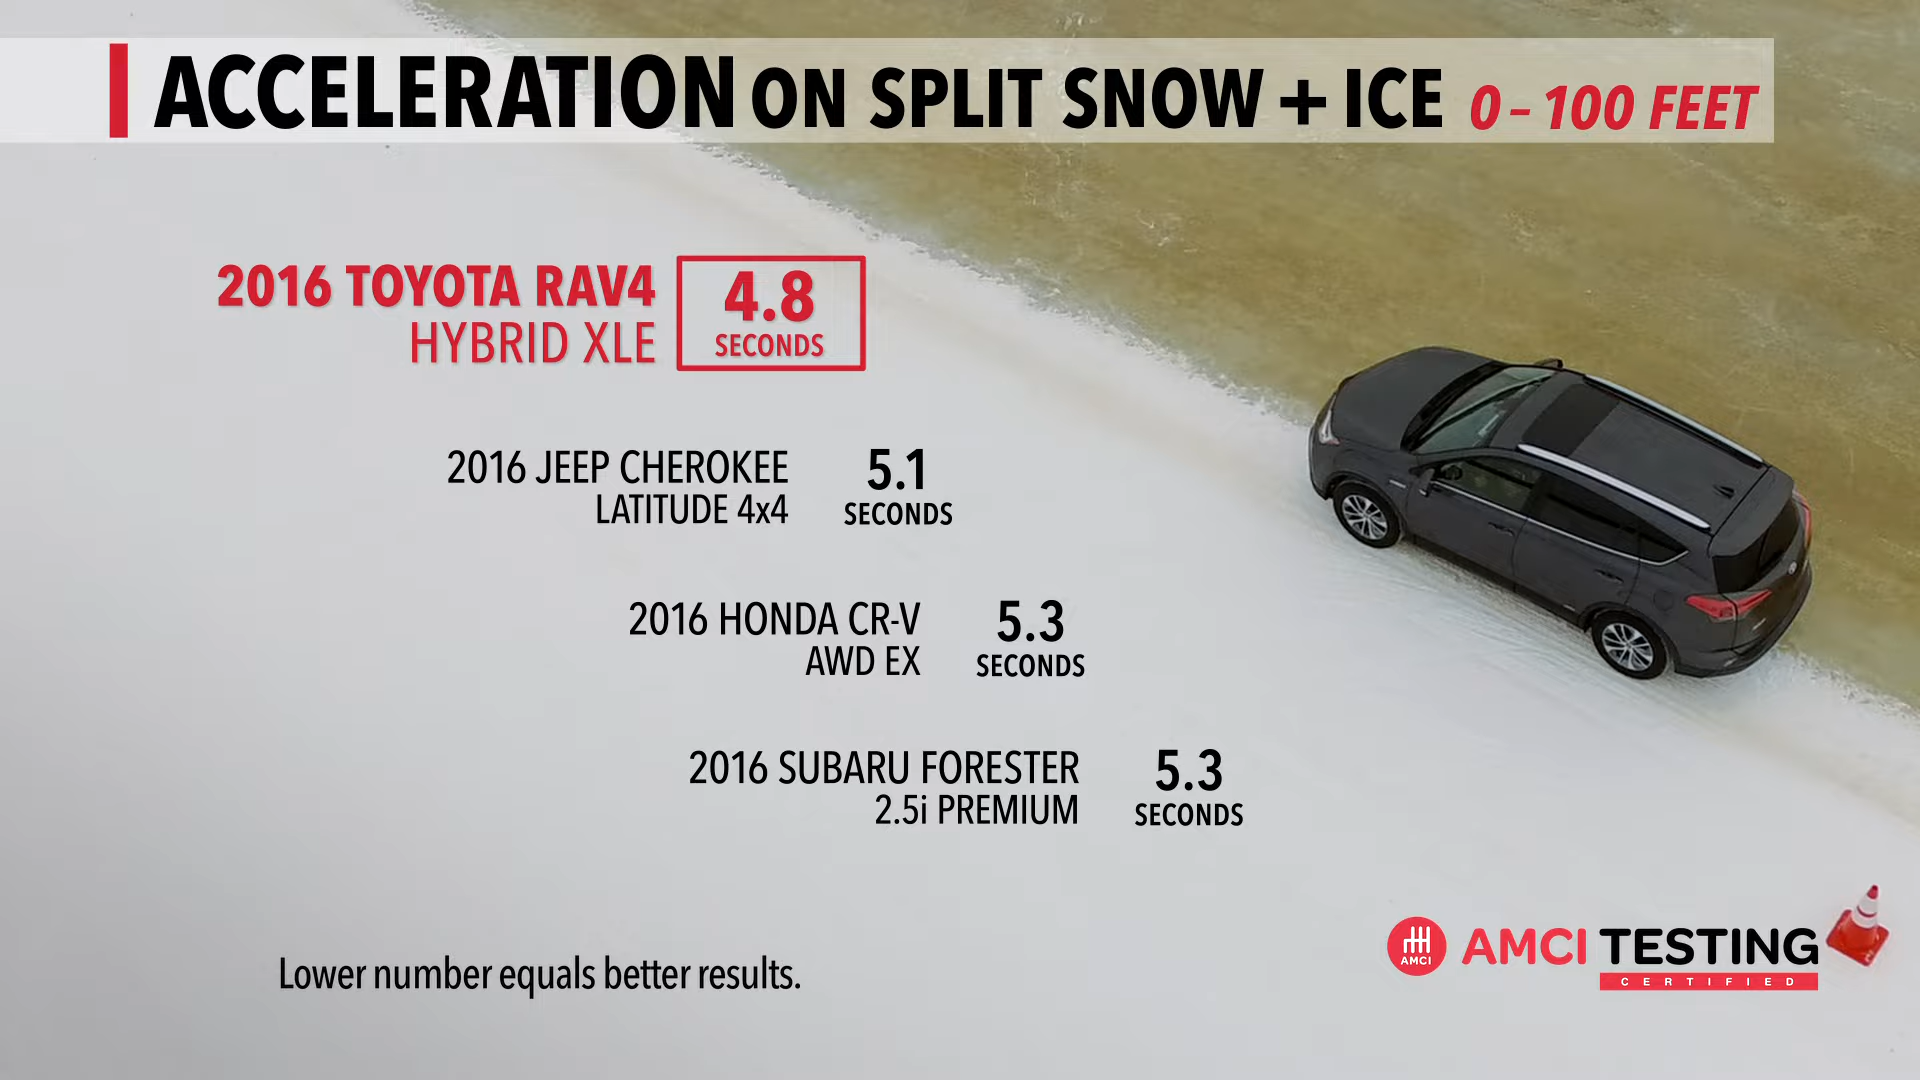 ACCELERATION ON SPLIT SNOW + ICE 0 – 100 FEET
2016 TOYOTA RAV4
HYBRID XLE
4.8
SECONDS
2016 JEEP CHEROKEE
LATITUDE 4x4
5.1
SECONDS
2016 HONDA CR-V
AWD EX
5.3
SECONDS
2016 SUBARU FORESTER
2.5i PREMIUM
5.3
SECONDS
Lower number equals better results.
AMCI
AMCI TESTING
CERTIFIED